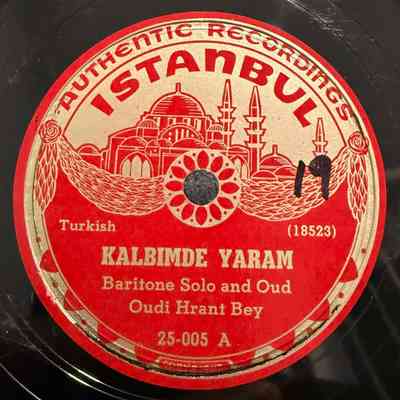 AUTHENTIC RECORDINGS
ISTANBUL
19
Turkish (18523)
KALBIMDE YARAM
Baritone Solo and Oud
Oudi Hrant Bey
25-005 A